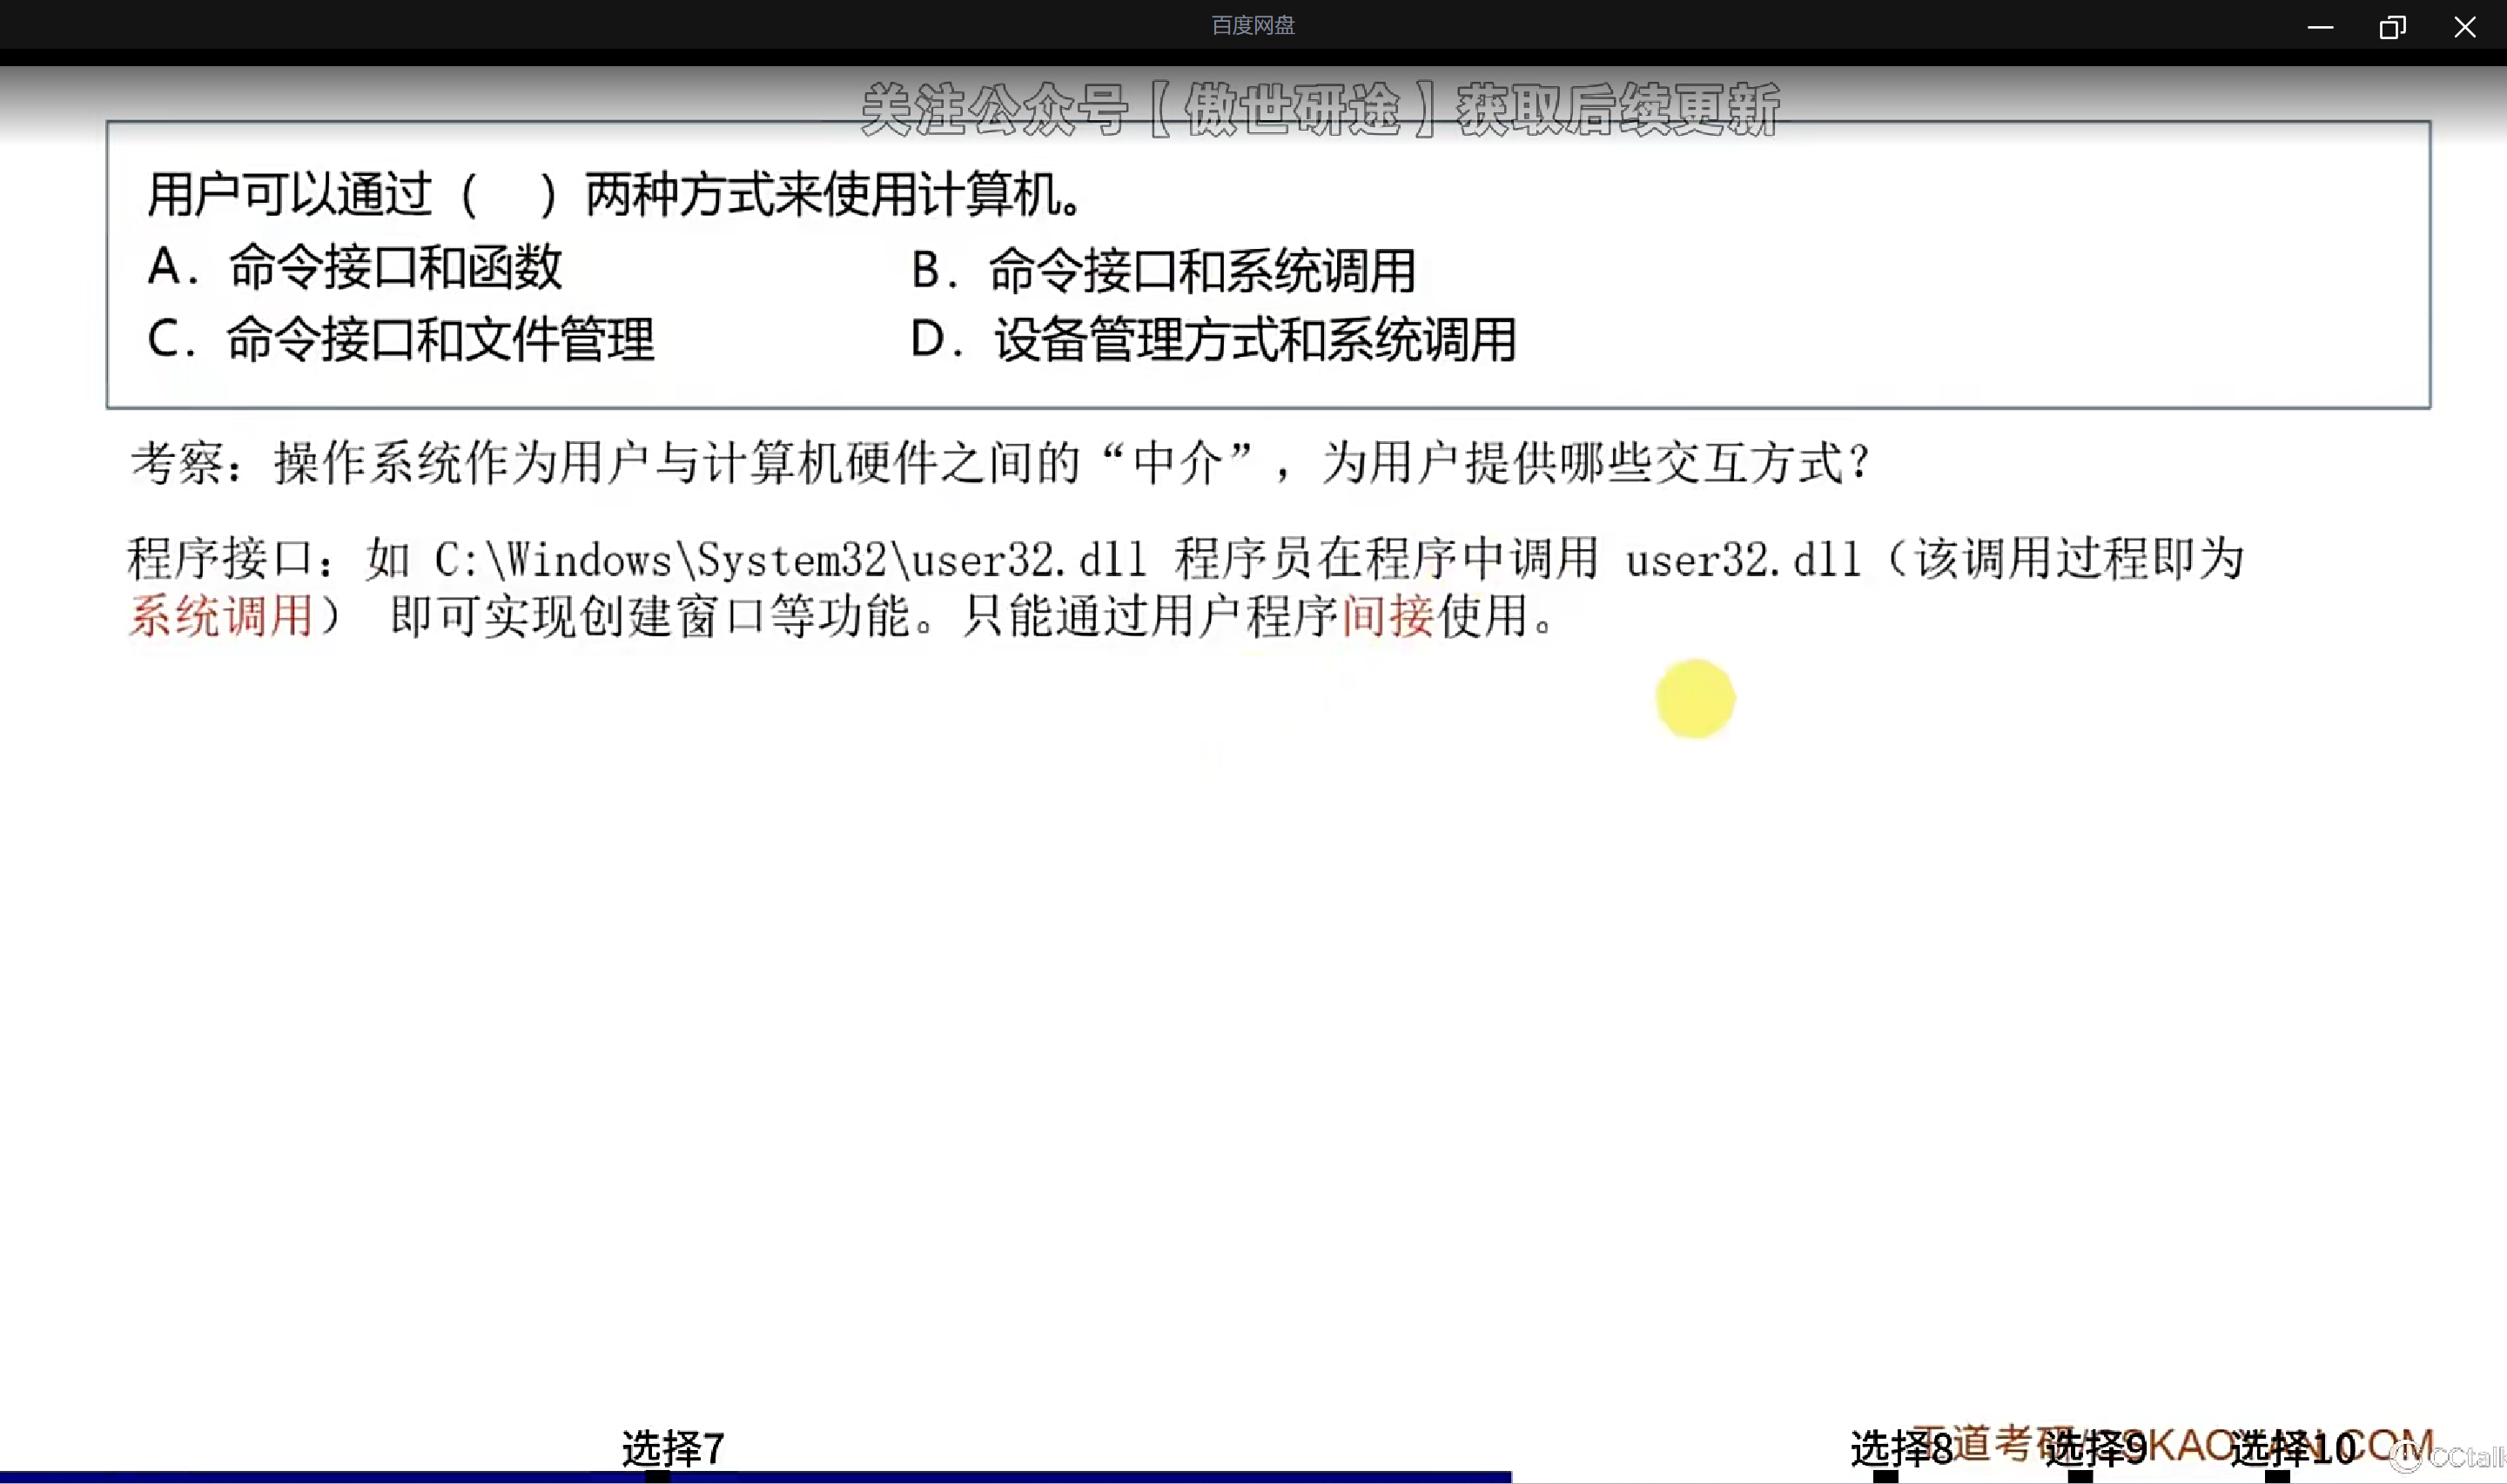 百度网盘
关注公众号【傲世研途】获取后续更新
用户可以通过（ ）两种方式来使用计算机。
A. 命令接口和函数 B. 命令接口和系统调用
C. 命令接口和文件管理 D. 设备管理方式和系统调用
考察：操作系统作为用户与计算机硬件之间的“中介”，为用户提供哪些交互方式？
程序接口：如 C:\Windows\System32\user32.dll 程序员在程序中调用 user32.dll（该调用过程即为
系统调用） 即可实现创建窗口等功能。只能通过用户程序间接使用。
选择7 选择8 选择9 选择10
CCtalk